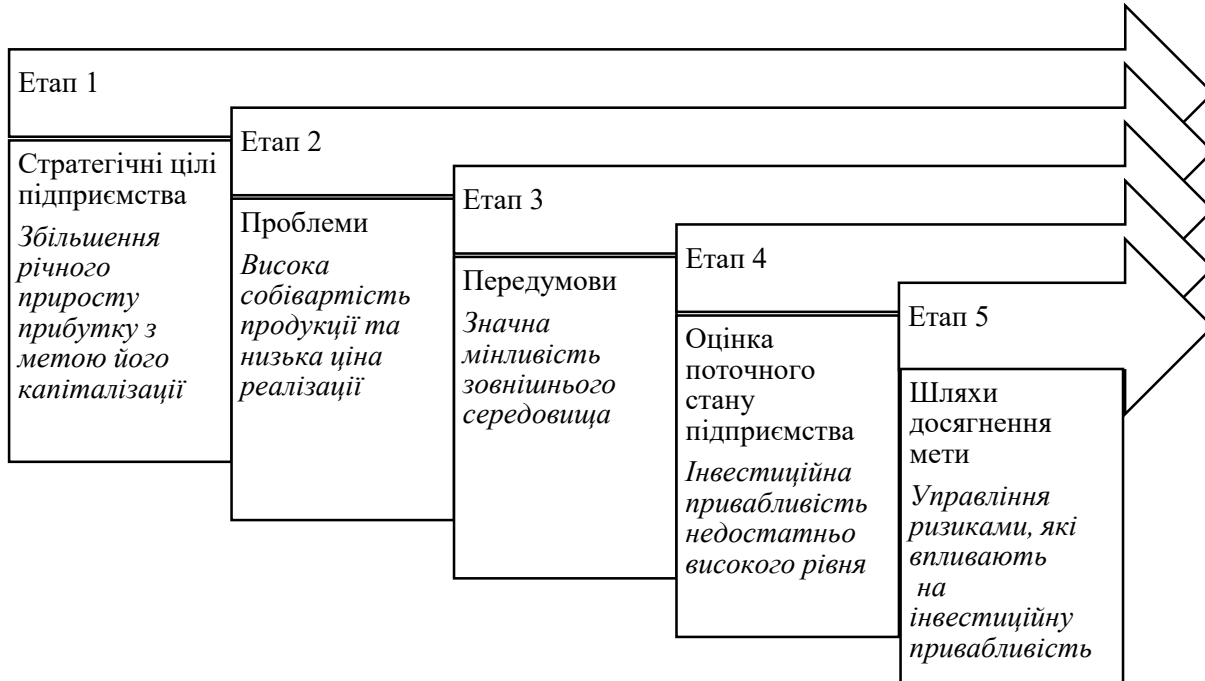 Етап 1
Стратегічні цілі
підприємства
Збільшення
річного
приросту
прибутку з
метою його
капіталізації
Етап 2
Проблеми
Висока
собівартість
продукції та
низька ціна
реалізації
Етап 3
Передумови
Значна
мінливість
зовнішнього
середовища
Етап 4
Оцінка
поточного
стану
підприємства
Інвестиційна
привабливість
недостатньо
високого рівня
Етап 5
Шляхи
досягнення
мети
Управління
ризиками, які
впливають
на
інвестиційну
привабливість